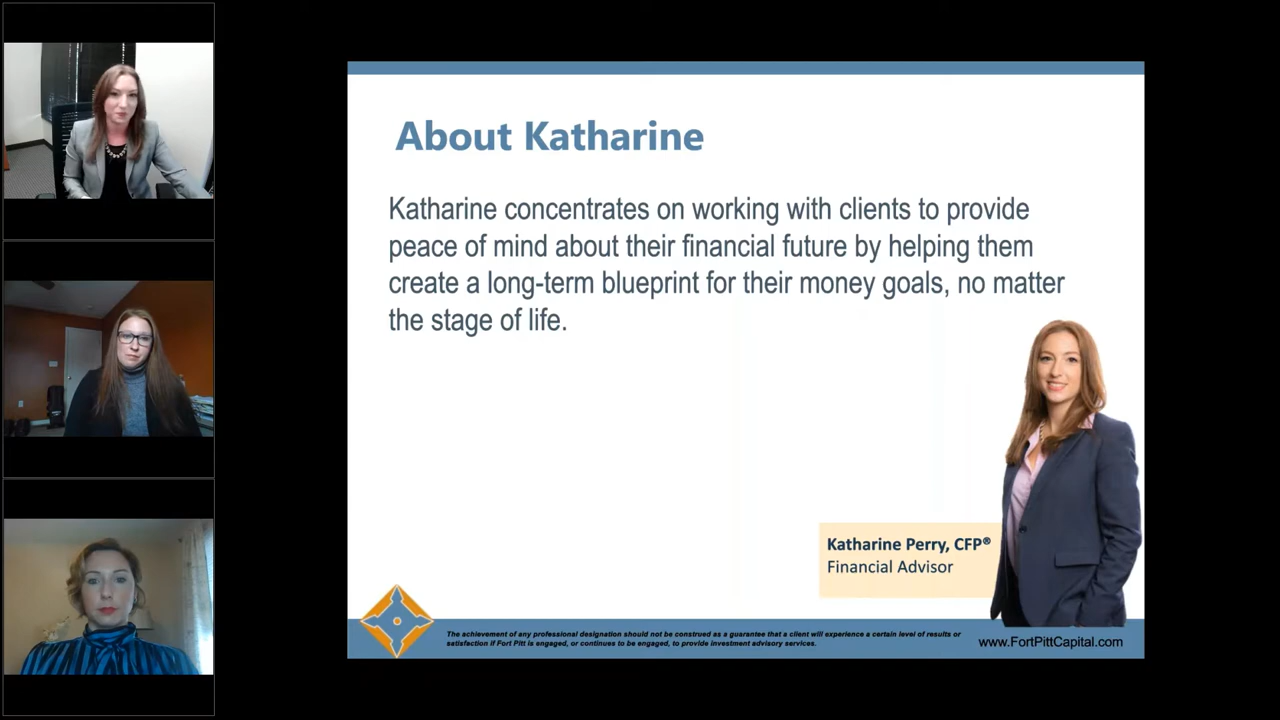 About Katharine
Katharine concentrates on working with clients to provide
peace of mind about their financial future by helping them
create a long-term blueprint for their money goals, no matter
the stage of life.
Katharine Perry, CFP®
Financial Advisor
The achievement of any professional designation should not be construed as a guarantee that a client will experience a certain level of results or
satisfaction if Fort Pitt is engaged, or continues to be engaged, to provide investment advisory services.
www.FortPittCapital.com